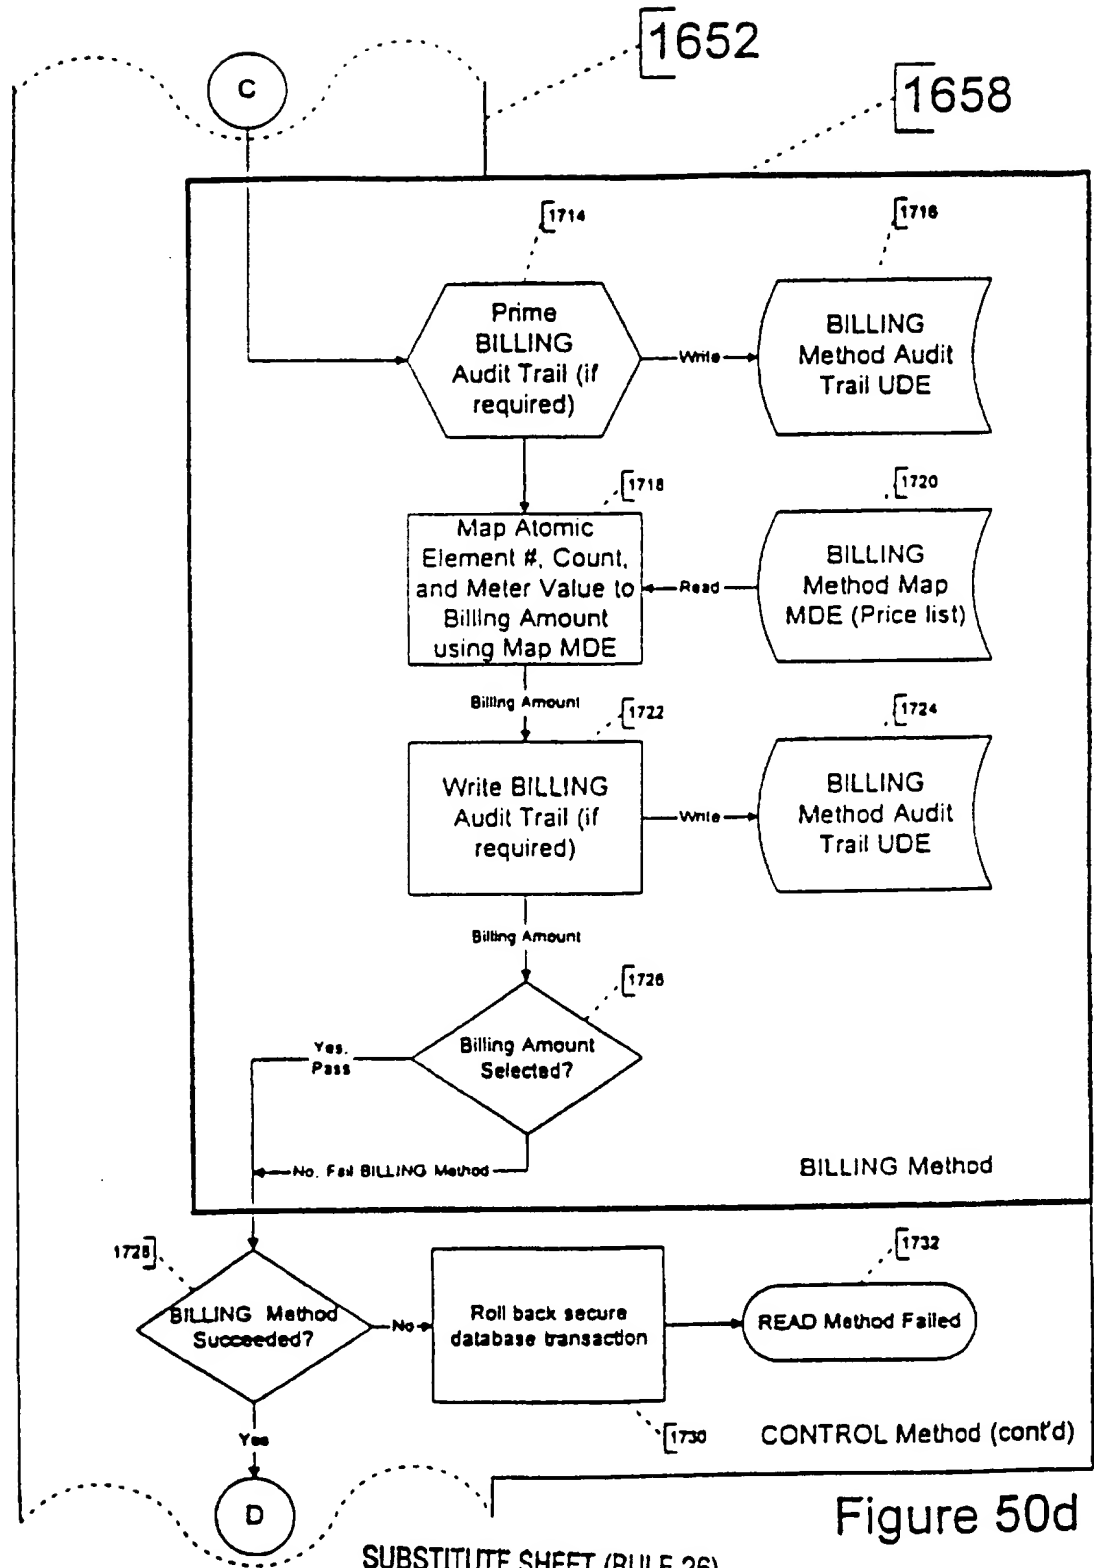 1652
C
1658
1714
1716
Prime
BILLING
Audit Trail (if
required)
Write
BILLING
Method Audit
Trail UDE
1718
1720
Map Atomic
Element #, Count,
and Meter Value to
Billing Amount
using Map MDE
Read
BILLING
Method Map
MDE (Price list)
Billing Amount
1722
1724
Write BILLING
Audit Trail (if
required)
Write
BILLING
Method Audit
Trail UDE
Billing Amount
1726
Billing Amount
Selected?
Yes,
Pass
No, Fail BILLING Method
BILLING Method
1728
1732
BILLING Method
Succeeded?
No
Roll back secure
database transaction
READ Method Failed
1730
CONTROL Method (cont'd)
Yes
D
Figure 50d
SUBSTITUTE SHEET (RULE 26)